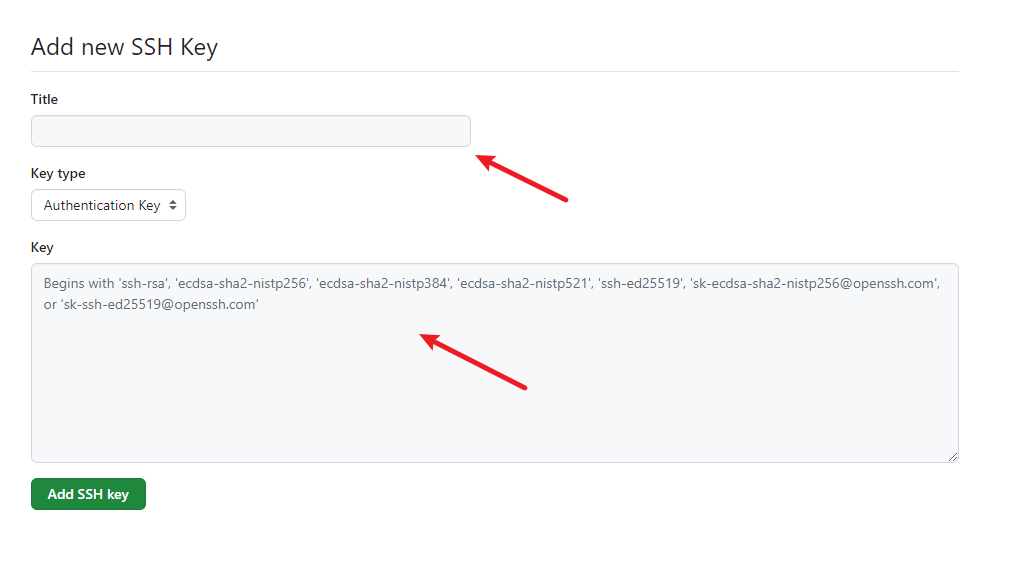 Add new SSH Key
Title
Key type
Authentication Key
Key
Begins with 'ssh-rsa', 'ecdsa-sha2-nistp256', 'ecdsa-sha2-nistp384', 'ecdsa-sha2-nistp521', 'ssh-ed25519', 'sk-ecdsa-sha2-nistp256@openssh.com',
or 'sk-ssh-ed25519@openssh.com'
Add SSH key